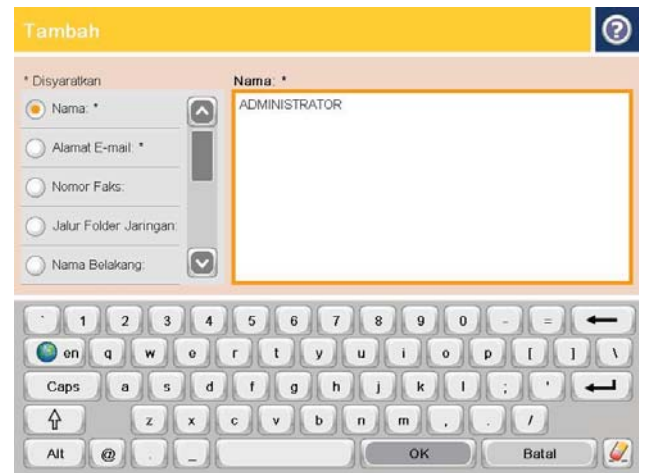 Tambah
?
* Disyaratkan
Nama: *
Nama: *
Alamat E-mail: *
Nomor Faks:
Jalur Folder Jaringan:
Nama Belakang:
ADMINISTRATOR
` 1 2 3 4 5 6 7 8 9 0 - =
en q w e r t y u i o p [ ] \
Caps a s d f g h j k l ; '
z x c v b n m , . /
Alt @ . _ OK Batal